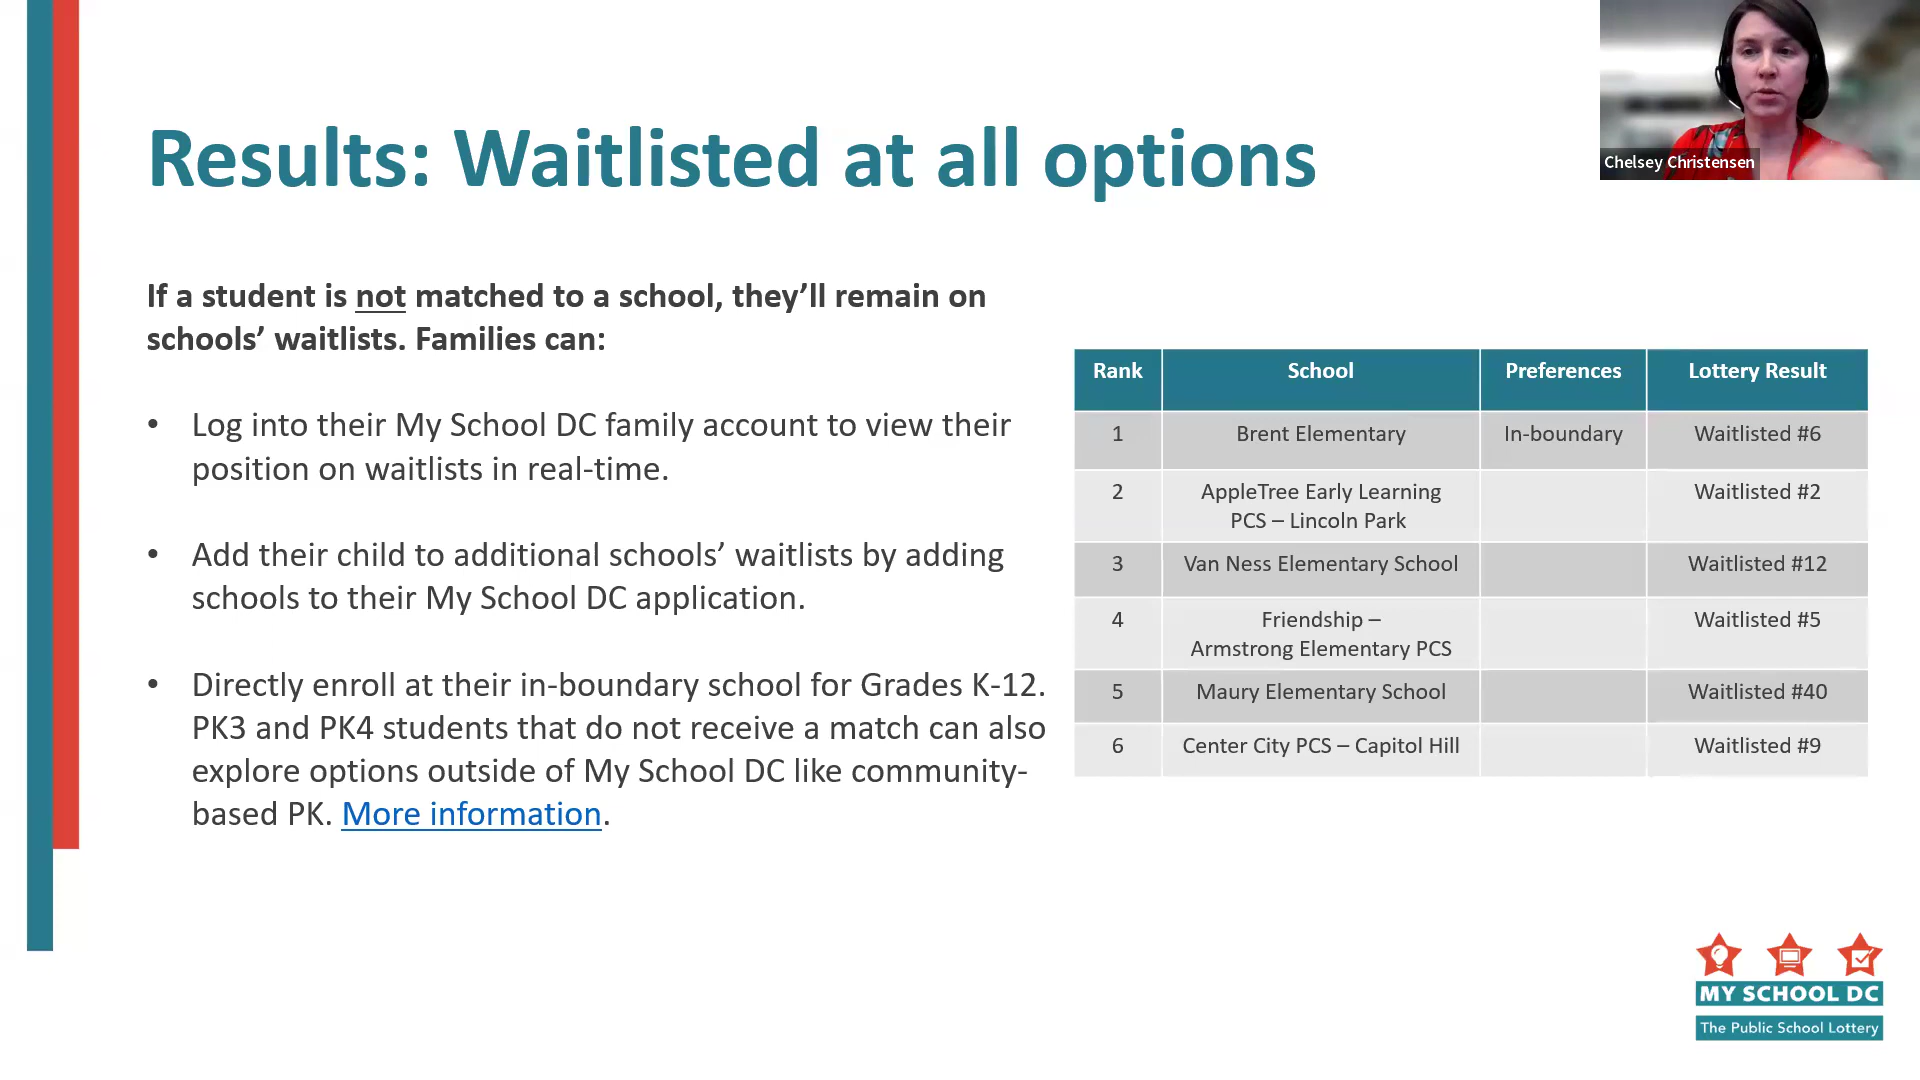 Results: Waitlisted at all options
Chelsey Christensen
If a student is not matched to a school, they’ll remain on
schools’ waitlists. Families can:
• Log into their My School DC family account to view their
position on waitlists in real-time.
• Add their child to additional schools’ waitlists by adding
schools to their My School DC application.
• Directly enroll at their in-boundary school for Grades K-12.
PK3 and PK4 students that do not receive a match can also
explore options outside of My School DC like community-
based PK. More information.
Rank School Preferences Lottery Result
1 Brent Elementary In-boundary Waitlisted #6
2 AppleTree Early Learning Waitlisted #2
PCS – Lincoln Park
3 Van Ness Elementary School Waitlisted #12
4 Friendship – Waitlisted #5
Armstrong Elementary PCS
5 Maury Elementary School Waitlisted #40
6 Center City PCS – Capitol Hill Waitlisted #9
MY SCHOOL DC
The Public School Lottery